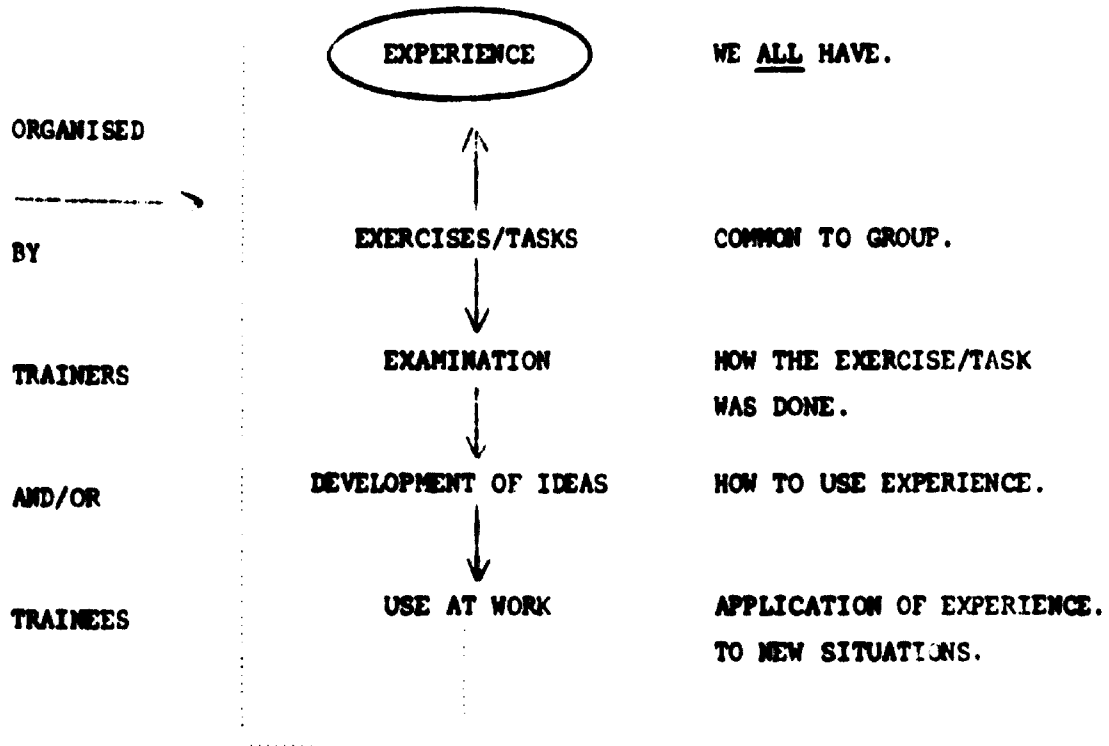 EXPERIENCE
WE ALL HAVE.
ORGANISED
EXERCISES/TASKS
COMMON TO GROUP.
BY
EXAMINATION
HOW THE EXERCISE/TASK
TRAINERS
WAS DONE.
DEVELOPMENT OF IDEAS
HOW TO USE EXPERIENCE.
AND/OR
USE AT WORK
APPLICATION OF EXPERIENCE.
TRAINEES
TO NEW SITUATIONS.